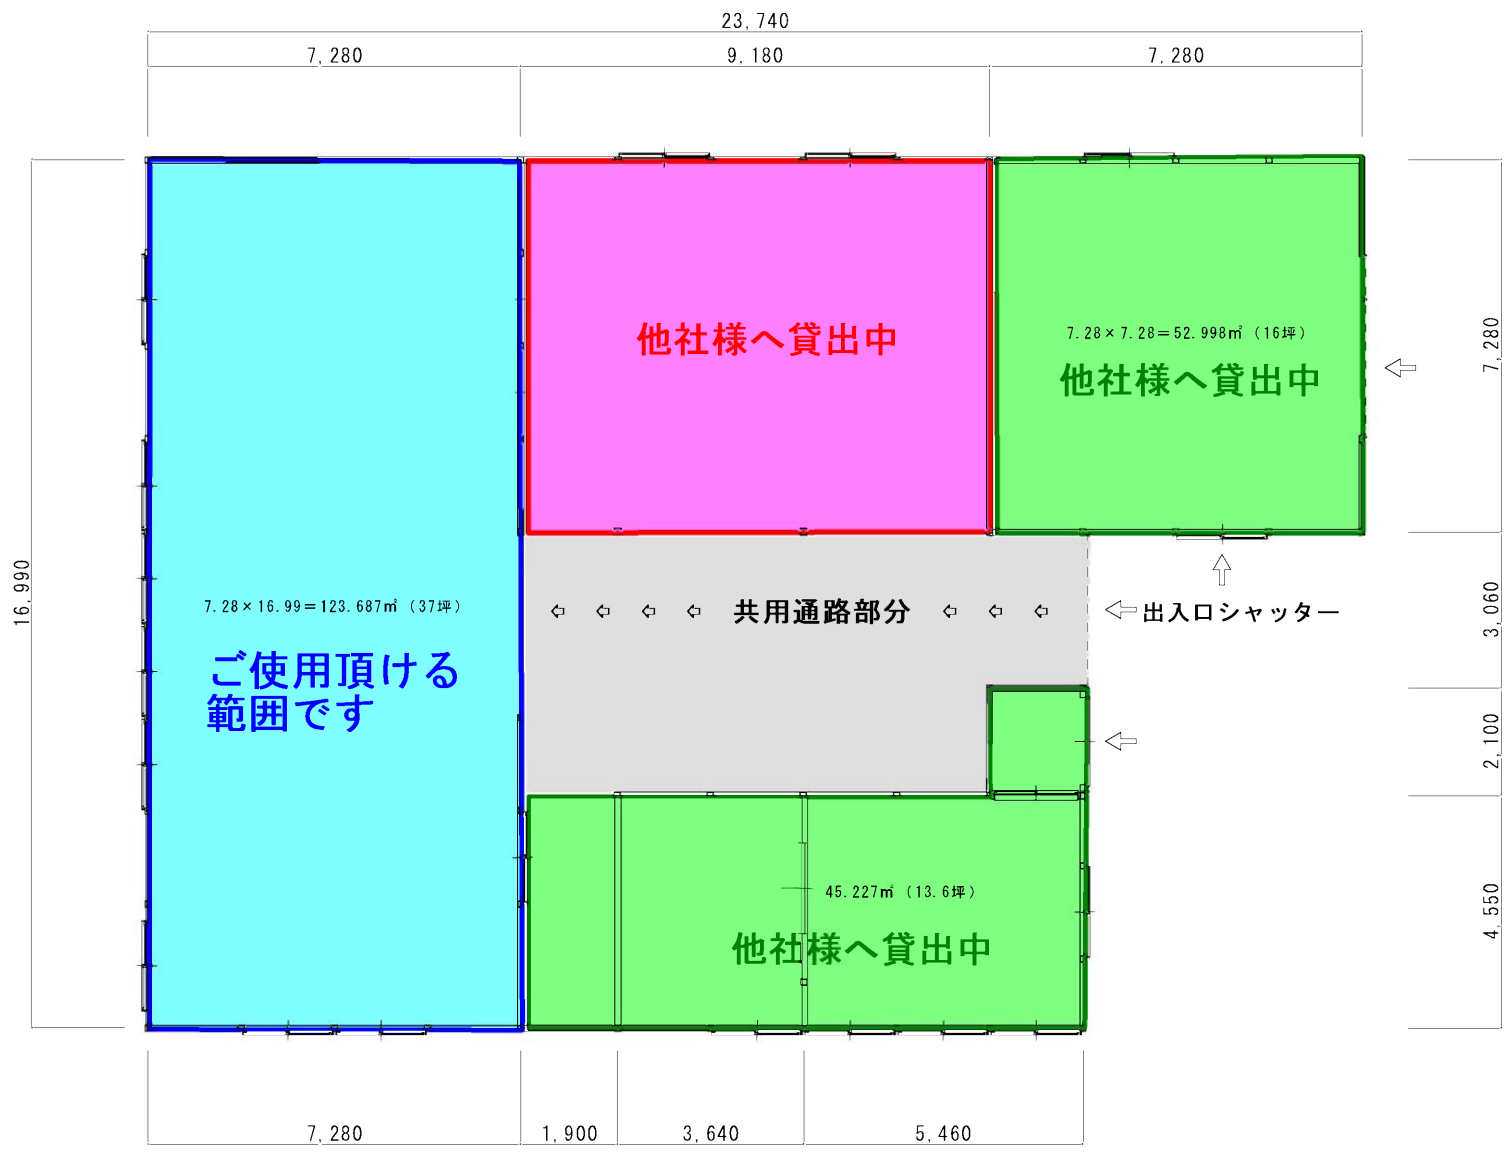 23,740
7,280
9,180
7,280
他社様へ貸出中
7.28×7.28=52.998㎡（16坪）
他社様へ貸出中
7,280
16,990
7.28×16.99=123.687㎡（37坪）
ご使用頂ける
範囲です
共用通路部分
出入口シャッター
3,060
2,100
45.227㎡（13.6坪）
他社様へ貸出中
4,550
7,280
1,900
3,640
5,460